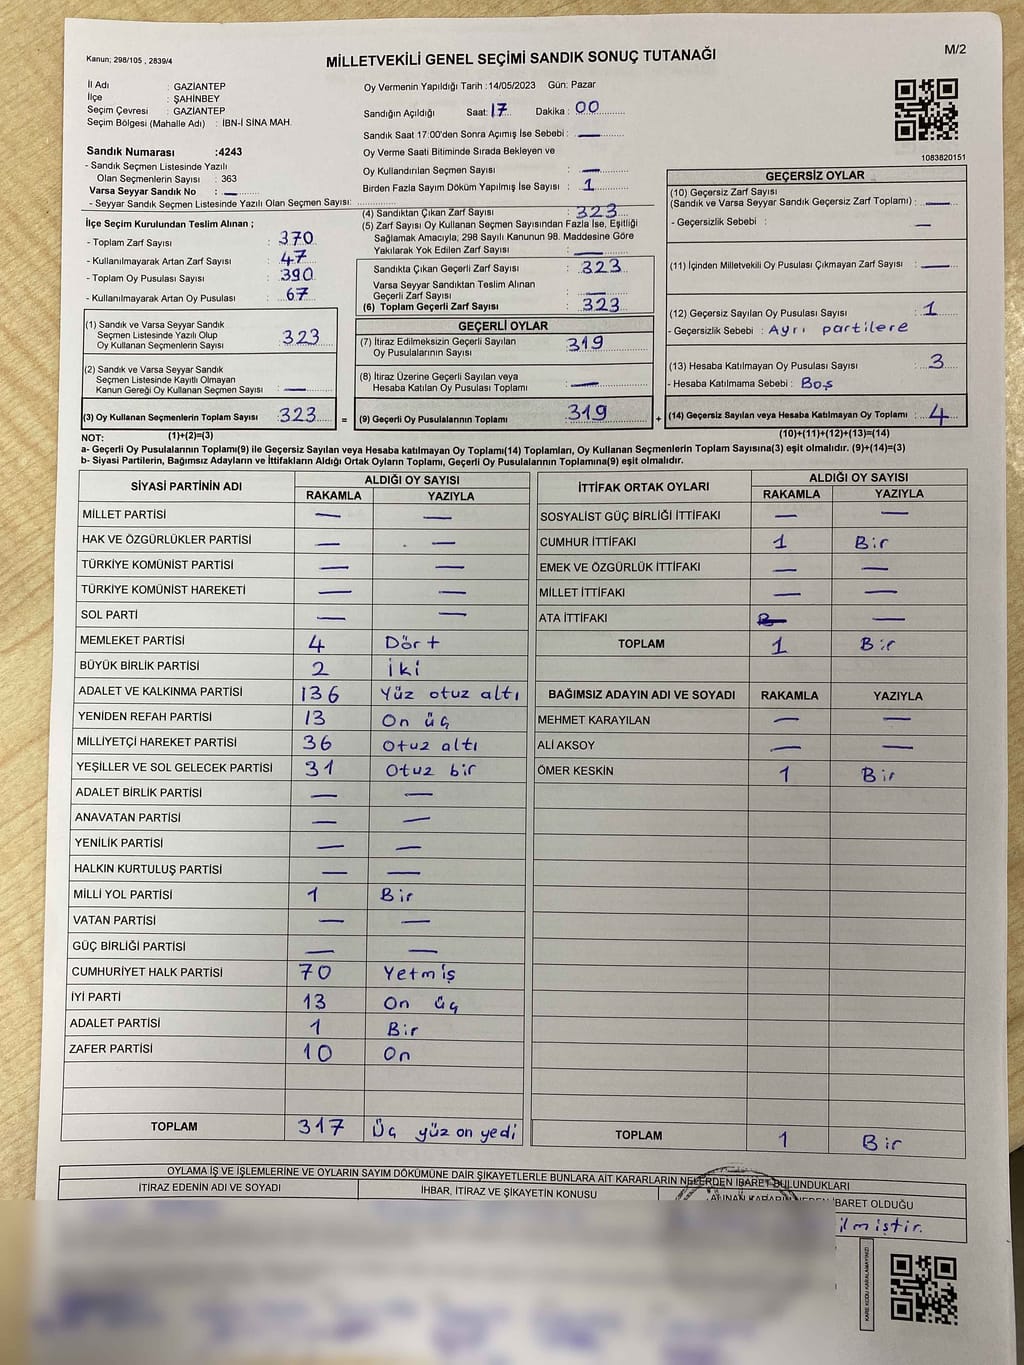 Kanun; 298/105 , 2839/4
MİLLETVEKİLİ GENEL SEÇİMİ SANDIK SONUÇ TUTANAĞI
M/2
İl Adı : GAZİANTEP
İlçe : ŞAHİNBEY
Seçim Çevresi : GAZİANTEP
Seçim Bölgesi (Mahalle Adı) : İBN-İ SİNA MAH.
Sandık Numarası :4243
- Sandık Seçmen Listesinde Yazılı
Olan Seçmenlerin Sayısı : 363
Varsa Seyyar Sandık No : —
- Seyyar Sandık Seçmen Listesinde Yazılı Olan Seçmen Sayısı:
Oy Vermenin Yapıldığı Tarih :14/05/2023 Gün: Pazar
Sandığın Açıldığı Saat: 17 Dakika : 00
Sandık Saat 17:00'den Sonra Açımış İse Sebebi : —
Oy Verme Saati Bitiminde Sırada Bekleyen ve
Oy Kullandırılan Seçmen Sayısı : —
Birden Fazla Sayım Döküm Yapılmış İse Sayısı : 1
1083820151
İlçe Seçim Kurulundan Teslim Alınan ;
- Toplam Zarf Sayısı : 370
- Kullanılmayarak Artan Zarf Sayısı : 47
- Toplam Oy Pusulası Sayısı : 390
- Kullanılmayarak Artan Oy Pusulası : 67
(1) Sandık ve Varsa Seyyar Sandık
Seçmen Listesinde Yazılı Olup
Oy Kullanan Seçmenlerin Sayısı : 323
(2) Sandık ve Varsa Seyyar Sandık
Seçmen Listesinde Kayıtlı Olmayan
Kanun Gereği Oy Kullanan Seçmen Sayısı : —
(3) Oy Kullanan Seçmenlerin Toplam Sayısı : 323 =
(1)+(2)=(3)
(4) Sandıktan Çıkan Zarf Sayısı : 323
(5) Zarf Sayısı Oy Kullanan Seçmen Sayısından Fazla İse, Eşitliği
Sağlamak Amacıyla; 298 Sayılı Kanunun 98. Maddesine Göre
Yakılarak Yok Edilen Zarf Sayısı : —
Sandıkta Çıkan Geçerli Zarf Sayısı : 323
Varsa Seyyar Sandıktan Teslim Alınan
Geçerli Zarf Sayısı : —
(6) Toplam Geçerli Zarf Sayısı : 323
GEÇERLİ OYLAR
(7) İtiraz Edilmeksizin Geçerli Sayılan
Oy Pusulalarının Sayısı : 319
(8) İtiraz Üzerine Geçerli Sayılan veya
Hesaba Katılan Oy Pusulaları Toplamı : —
(9) Geçerli Oy Pusulalarının Toplamı : 319 +
GEÇERSİZ OYLAR
(10) Geçersiz Zarf Sayısı
(Sandık ve Varsa Seyyar Sandık Geçersiz Zarf Toplamı) : —
- Geçersizlik Sebebi : —
(11) İçinden Milletvekili Oy Pusulası Çıkmayan Zarf Sayısı : —
(12) Geçersiz Sayılan Oy Pusulası Sayısı : 1
- Geçersizlik Sebebi : Ayrı partilere
(13) Hesaba Katılmayan Oy Pusulası Sayısı : 3
- Hesaba Katılmama Sebebi : Boş
(14) Geçersiz Sayılan veya Hesaba Katılmayan Oy Toplamı : 4
(10)+(11)+(12)+(13)=(14)
NOT:
a- Geçerli Oy Pusulalarının Toplamı(9) ile Geçersiz Sayılan veya Hesaba katılmayan Oy Toplamı(14) Toplamları, Oy Kullanan Seçmenlerin Toplam Sayısına(3) eşit olmalıdır. (9)+(14)=(3)
b- Siyasi Partilerin, Bağımsız Adayların ve İttifakların Aldığı Ortak Oyların Toplamı, Geçerli Oy Pusulalarının Toplamına(9) eşit olmalıdır.
SİYASİ PARTİNİN ADI ALDIĞI OY SAYISI
RAKAMLA YAZIYLA
MİLLET PARTİSİ — —
HAK VE ÖZGÜRLÜKLER PARTİSİ — —
TÜRKİYE KOMÜNİST PARTİSİ — —
TÜRKİYE KOMÜNİST HAREKETİ — —
SOL PARTİ — —
MEMLEKET PARTİSİ 4 Dört
BÜYÜK BİRLİK PARTİSİ 2 İki
ADALET VE KALKINMA PARTİSİ 136 Yüz otuz altı
YENİDEN REFAH PARTİSİ 13 On üç
MİLLİYETÇİ HAREKET PARTİSİ 36 Otuz altı
YEŞİLLER VE SOL GELECEK PARTİSİ 31 Otuz bir
ADALET BİRLİK PARTİSİ — —
ANAVATAN PARTİSİ — —
YENİLİK PARTİSİ — —
HALKIN KURTULUŞ PARTİSİ — —
MİLLİ YOL PARTİSİ 1 Bir
VATAN PARTİSİ — —
GÜÇ BİRLİĞİ PARTİSİ — —
CUMHURİYET HALK PARTİSİ 70 Yetmiş
İYİ PARTİ 13 On üç
ADALET PARTİSİ 1 Bir
ZAFER PARTİSİ 10 On
TOPLAM 317 Üç yüz on yedi
İTTİFAK ORTAK OYLARI ALDIĞI OY SAYISI
RAKAMLA YAZIYLA
SOSYALİST GÜÇ BİRLİĞİ İTTİFAKI — —
CUMHUR İTTİFAKI 1 Bir
EMEK VE ÖZGÜRLÜK İTTİFAKI — —
MİLLET İTTİFAKI — —
ATA İTTİFAKI — —
TOPLAM 1 Bir
BAĞIMSIZ ADAYIN ADI VE SOYADI RAKAMLA YAZIYLA
MEHMET KARAYILAN — —
ALİ AKSOY — —
ÖMER KESKİN 1 Bir
TOPLAM 1 Bir
OYLAMA İŞ VE İŞLEMLERİNE VE OYLARIN SAYIM DÖKÜMÜNE DAİR ŞİKAYETLERLE BUNLARA AİT KARARLARIN NELERDEN İBARET BULUNDUKLARI
İTİRAZ EDENİN ADI VE SOYADI İHBAR, İTİRAZ VE ŞİKAYETİN KONUSU ALINAN KARARIN NEDEN İBARET OLDUĞU
ilmiştir.
KARE KODU KARALAMAYINIZ!